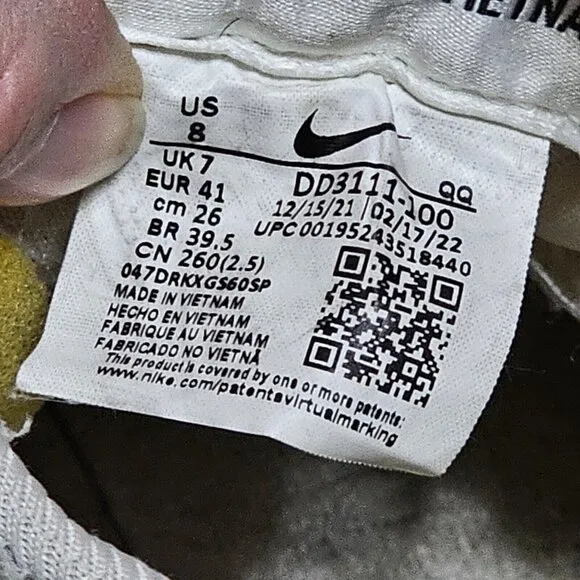 US
8
UK 7
EUR 41
cm 26
BR 39.5
CN 260(2.5)
047DRKXGS60SP
MADE IN VIETNAM
HECHO EN VIETNAM
FABRIQUE AU VIETNAM
FABRICADO NO VIETNÃ
This product is covered by one or more patents:
www.nike.com/patentsvirtualmarking
QQ
DD3111-100
12/15/21 | 02/17/22
UPC 00195243518440